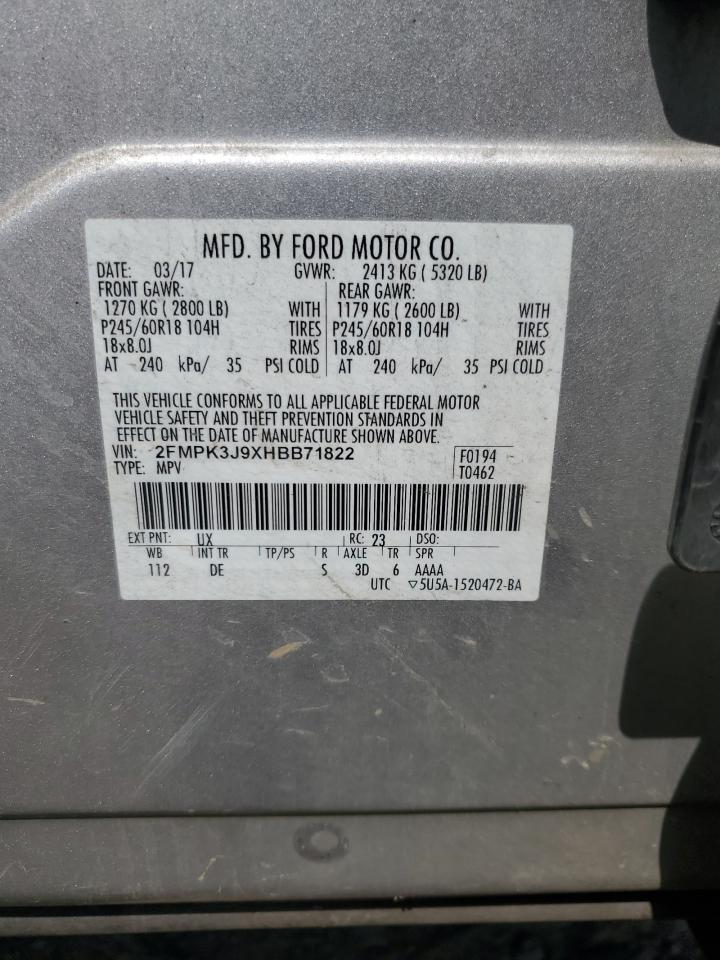 MFD. BY FORD MOTOR CO.
DATE: 03/17 GVWR: 2413 KG ( 5320 LB)
FRONT GAWR: REAR GAWR:
1270 KG ( 2800 LB) WITH 1179 KG ( 2600 LB) WITH
P245/60R18 104H TIRES P245/60R18 104H TIRES
18x8.0J RIMS 18x8.0J RIMS
AT 240 kPa/ 35 PSI COLD AT 240 kPa/ 35 PSI COLD
THIS VEHICLE CONFORMS TO ALL APPLICABLE FEDERAL MOTOR
VEHICLE SAFETY AND THEFT PREVENTION STANDARDS IN
EFFECT ON THE DATE OF MANUFACTURE SHOWN ABOVE.
VIN: 2FMPK3J9XHBB71822 F0194
TYPE: MPV T0462
EXT PNT: UX RC: 23 DSO:
WB INT TR TP/PS R AXLE TR SPR
112 DE S 3D 6 AAAA
UTC ▽5U5A-1520472-BA